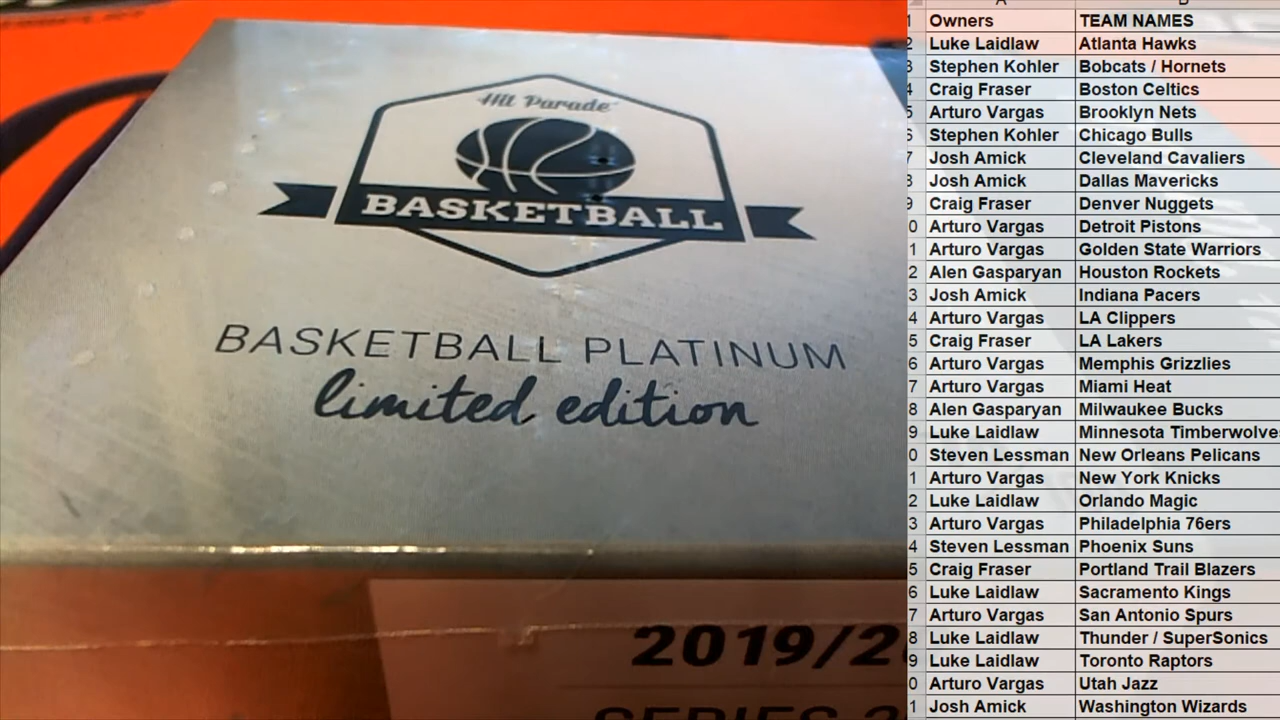 Hit Parade
BASKETBALL
BASKETBALL PLATINUM
limited edition
2019/2
SERIES
Owners TEAM NAMES
Luke Laidlaw Atlanta Hawks
Stephen Kohler Bobcats / Hornets
Craig Fraser Boston Celtics
Arturo Vargas Brooklyn Nets
Stephen Kohler Chicago Bulls
Josh Amick Cleveland Cavaliers
Josh Amick Dallas Mavericks
Craig Fraser Denver Nuggets
Arturo Vargas Detroit Pistons
Arturo Vargas Golden State Warriors
Alen Gasparyan Houston Rockets
Josh Amick Indiana Pacers
Arturo Vargas LA Clippers
Craig Fraser LA Lakers
Arturo Vargas Memphis Grizzlies
Arturo Vargas Miami Heat
Alen Gasparyan Milwaukee Bucks
Luke Laidlaw Minnesota Timberwolve
Steven Lessman New Orleans Pelicans
Arturo Vargas New York Knicks
Luke Laidlaw Orlando Magic
Arturo Vargas Philadelphia 76ers
Steven Lessman Phoenix Suns
Craig Fraser Portland Trail Blazers
Luke Laidlaw Sacramento Kings
Arturo Vargas San Antonio Spurs
Luke Laidlaw Thunder / SuperSonics
Luke Laidlaw Toronto Raptors
Arturo Vargas Utah Jazz
Josh Amick Washington Wizards